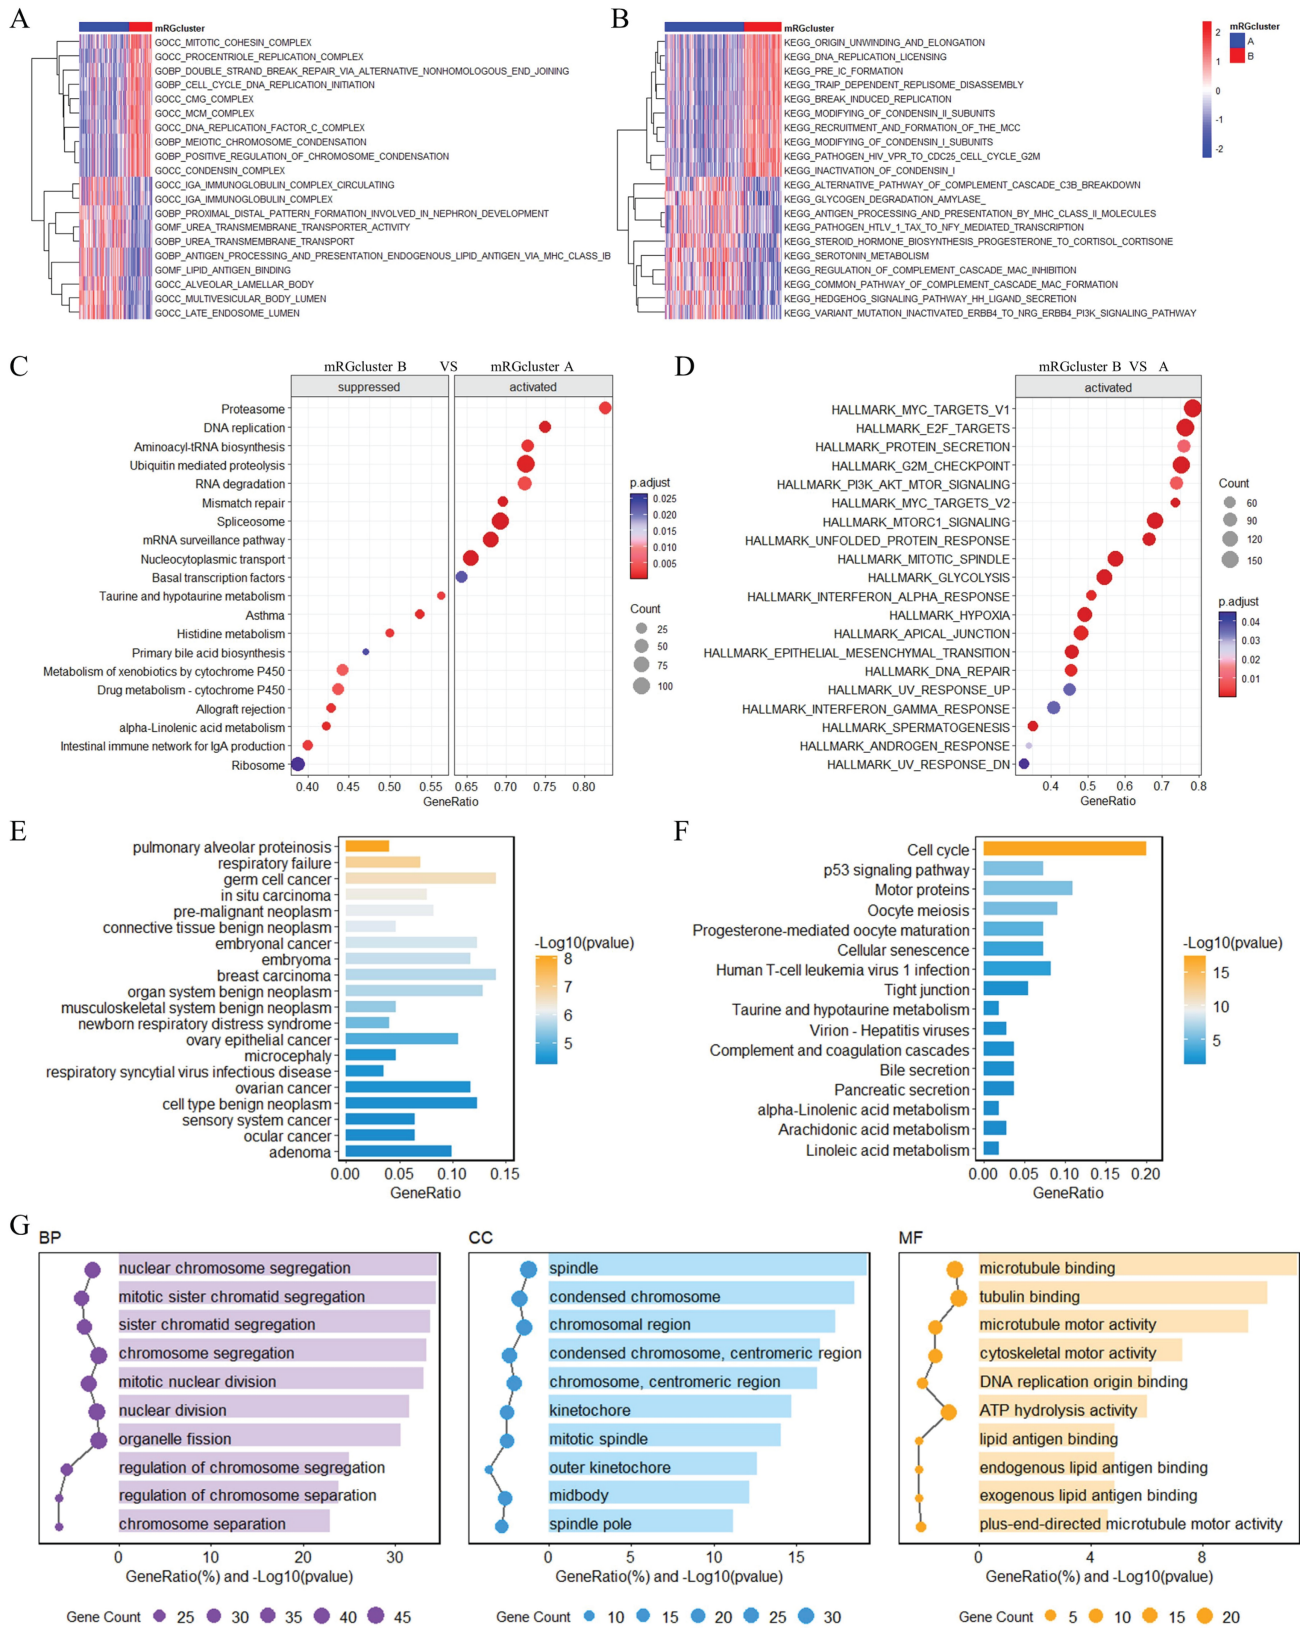 A
mRGcluster
GOCC_MITOTIC_COHESIN_COMPLEX
GOCC_PROCENTRIOLE_REPLICATION_COMPLEX
GOBP_DOUBLE_STRAND_BREAK_REPAIR_VIA_ALTERNATIVE_NONHOMOLOGOUS_END_JOINING
GOBP_CELL_CYCLE_DNA_REPLICATION_INITIATION
GOCC_CMG_COMPLEX
GOCC_MCM_COMPLEX
GOCC_DNA_REPLICATION_FACTOR_C_COMPLEX
GOBP_MEIOTIC_CHROMOSOME_CONDENSATION
GOBP_POSITIVE_REGULATION_OF_CHROMOSOME_CONDENSATION
GOCC_CONDENSIN_COMPLEX
GOCC_IGA_IMMUNOGLOBULIN_COMPLEX_CIRCULATING
GOCC_IGA_IMMUNOGLOBULIN_COMPLEX
GOBP_PROXIMAL_DISTAL_PATTERN_FORMATION_INVOLVED_IN_NEPHRON_DEVELOPMENT
GOMF_UREA_TRANSMEMBRANE_TRANSPORTER_ACTIVITY
GOBP_UREA_TRANSMEMBRANE_TRANSPORT
GOBP_ANTIGEN_PROCESSING_AND_PRESENTATION_ENDOGENOUS_LIPID_ANTIGEN_VIA_MHC_CLASS_IB
GOMF_LIPID_ANTIGEN_BINDING
GOCC_ALVEOLAR_LAMELLAR_BODY
GOCC_MULTIVESICULAR_BODY_LUMEN
GOCC_LATE_ENDOSOME_LUMEN
B
KEGG_ORIGIN_UNWINDING_AND_ELONGATION
KEGG_DNA_REPLICATION_LICENSING
KEGG_PRE_IC_FORMATION
KEGG_TRAIP_DEPENDENT_REPLISOME_DISASSEMBLY
KEGG_BREAK_INDUCED_REPLICATION
KEGG_MODIFYING_OF_CONDENSIN_II_SUBUNITS
KEGG_RECRUITMENT_AND_FORMATION_OF_THE_MCC
KEGG_MODIFYING_OF_CONDENSIN_I_SUBUNITS
KEGG_PATHOGEN_HIV_VPR_TO_CDC25_CELL_CYCLE_G2M
KEGG_INACTIVATION_OF_CONDENSIN_I
KEGG_ALTERNATIVE_PATHWAY_OF_COMPLEMENT_CASCADE_C3B_BREAKDOWN
KEGG_GLYCOGEN_DEGRADATION_AMYLASE_
KEGG_ANTIGEN_PROCESSING_AND_PRESENTATION_BY_MHC_CLASS_II_MOLECULES
KEGG_PATHOGEN_HTLV_1_TAX_TO_NFY_MEDIATED_TRANSCRIPTION
KEGG_STEROID_HORMONE_BIOSYNTHESIS_PROGESTERONE_TO_CORTISOL_CORTISONE
KEGG_SEROTONIN_METABOLISM
KEGG_REGULATION_OF_COMPLEMENT_CASCADE_MAC_INHIBITION
KEGG_COMMON_PATHWAY_OF_COMPLEMENT_CASCADE_MAC_FORMATION
KEGG_HEDGEHOG_SIGNALING_PATHWAY_HH_LIGAND_SECRETION
KEGG_VARIANT_MUTATION_INACTIVATED_ERBB4_TO_NRG_ERBB4_PI3K_SIGNALING_PATHWAY
2
1
0
-1
-2
mRGcluster
A
B
C
mRGcluster B VS mRGcluster A
suppressed activated
Proteasome
DNA replication
Aminoacyl-tRNA biosynthesis
Ubiquitin mediated proteolysis
RNA degradation
Mismatch repair
Spliceosome
mRNA surveillance pathway
Nucleocytoplasmic transport
Basal transcription factors
Taurine and hypotaurine metabolism
Asthma
Histidine metabolism
Primary bile acid biosynthesis
Metabolism of xenobiotics by cytochrome P450
Drug metabolism - cytochrome P450
Allograft rejection
alpha-Linolenic acid metabolism
Intestinal immune network for IgA production
Ribosome
0.40 0.45 0.50 0.55 0.65 0.70 0.75 0.80
GeneRatio
p.adjust
0.025
0.020
0.015
0.010
0.005
Count
25
50
75
100
D
mRGcluster B VS A
activated
HALLMARK_MYC_TARGETS_V1
HALLMARK_E2F_TARGETS
HALLMARK_PROTEIN_SECRETION
HALLMARK_G2M_CHECKPOINT
HALLMARK_PI3K_AKT_MTOR_SIGNALING
HALLMARK_MYC_TARGETS_V2
HALLMARK_MTORC1_SIGNALING
HALLMARK_UNFOLDED_PROTEIN_RESPONSE
HALLMARK_MITOTIC_SPINDLE
HALLMARK_GLYCOLYSIS
HALLMARK_INTERFERON_ALPHA_RESPONSE
HALLMARK_HYPOXIA
HALLMARK_APICAL_JUNCTION
HALLMARK_EPITHELIAL_MESENCHYMAL_TRANSITION
HALLMARK_DNA_REPAIR
HALLMARK_UV_RESPONSE_UP
HALLMARK_INTERFERON_GAMMA_RESPONSE
HALLMARK_SPERMATOGENESIS
HALLMARK_ANDROGEN_RESPONSE
HALLMARK_UV_RESPONSE_DN
0.4 0.5 0.6 0.7 0.8
GeneRatio
Count
60
90
120
150
p.adjust
0.04
0.03
0.02
0.01
E
pulmonary alveolar proteinosis
respiratory failure
germ cell cancer
in situ carcinoma
pre-malignant neoplasm
connective tissue benign neoplasm
embryonal cancer
embryoma
breast carcinoma
organ system benign neoplasm
musculoskeletal system benign neoplasm
newborn respiratory distress syndrome
ovary epithelial cancer
microcephaly
respiratory syncytial virus infectious disease
ovarian cancer
cell type benign neoplasm
sensory system cancer
ocular cancer
adenoma
0.00 0.05 0.10 0.15
GeneRatio
-Log10(pvalue)
8
7
6
5
F
Cell cycle
p53 signaling pathway
Motor proteins
Oocyte meiosis
Progesterone-mediated oocyte maturation
Cellular senescence
Human T-cell leukemia virus 1 infection
Tight junction
Taurine and hypotaurine metabolism
Virion - Hepatitis viruses
Complement and coagulation cascades
Bile secretion
Pancreatic secretion
alpha-Linolenic acid metabolism
Arachidonic acid metabolism
Linoleic acid metabolism
0.00 0.05 0.10 0.15 0.20
GeneRatio
-Log10(pvalue)
15
10
5
G
BP
nuclear chromosome segregation
mitotic sister chromatid segregation
sister chromatid segregation
chromosome segregation
mitotic nuclear division
nuclear division
organelle fission
regulation of chromosome segregation
regulation of chromosome separation
chromosome separation
0 10 20 30
GeneRatio(%) and -Log10(pvalue)
Gene Count 25 30 35 40 45
CC
spindle
condensed chromosome
chromosomal region
condensed chromosome, centromeric region
chromosome, centromeric region
kinetochore
mitotic spindle
outer kinetochore
midbody
spindle pole
0 5 10 15
GeneRatio(%) and -Log10(pvalue)
Gene Count 10 15 20 25 30
MF
microtubule binding
tubulin binding
microtubule motor activity
cytoskeletal motor activity
DNA replication origin binding
ATP hydrolysis activity
lipid antigen binding
endogenous lipid antigen binding
exogenous lipid antigen binding
plus-end-directed microtubule motor activity
0 4 8
GeneRatio(%) and -Log10(pvalue)
Gene Count 5 10 15 20